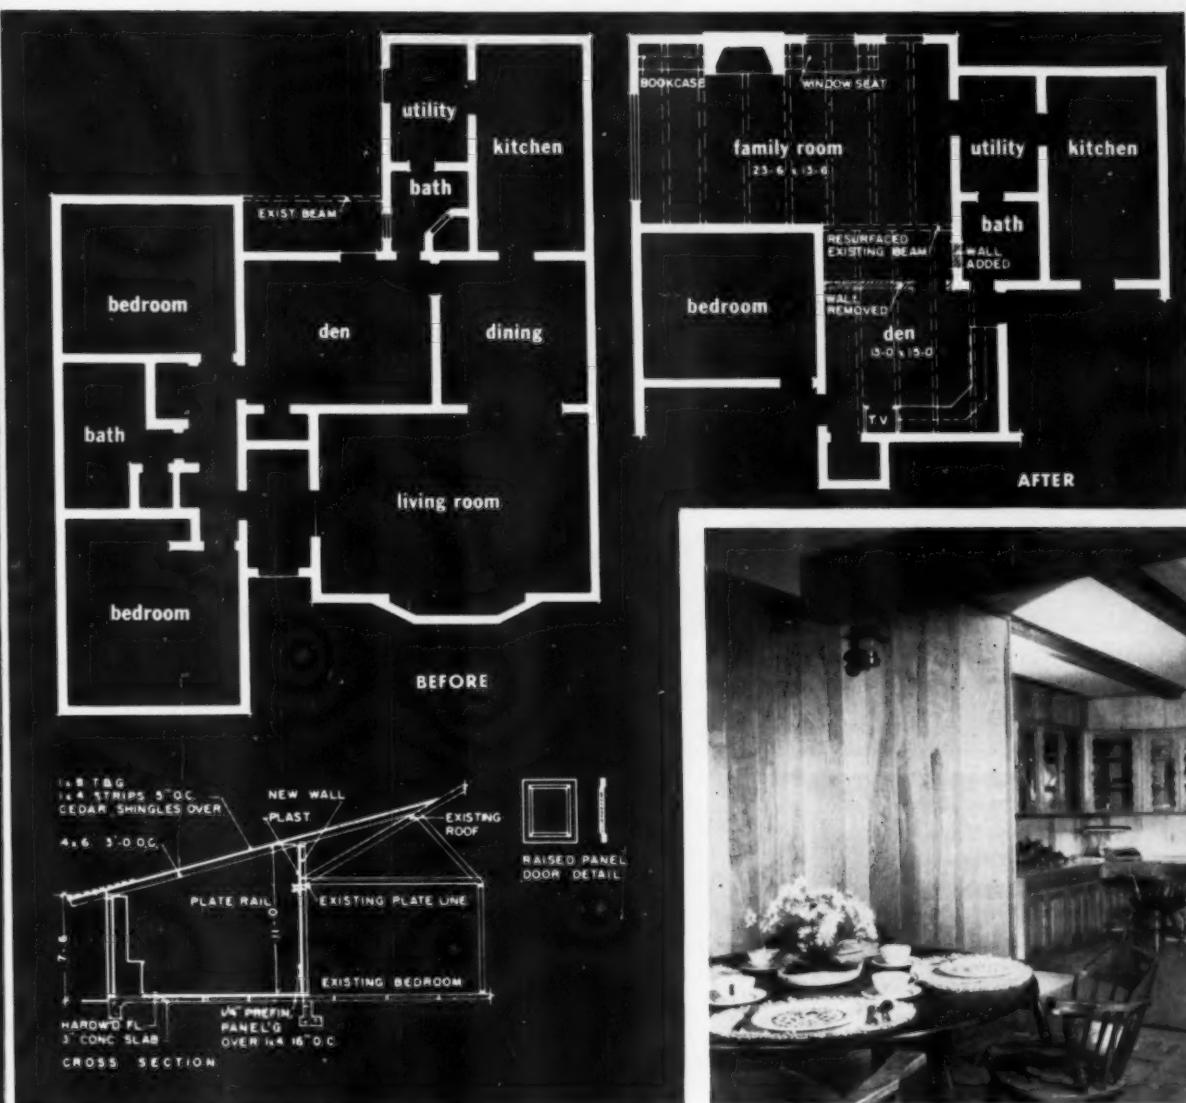 utility
kitchen
bath
EXIST. BEAM
bedroom
den
dining
bath
living room
bedroom
BEFORE
BOOKCASE
WINDOW SEAT
family room
23-6 x 13-6
utility
kitchen
bath
RESURFACED
EXISTING BEAM
WALL
ADDED
bedroom
WALL
REMOVED
den
13-0 x 15-0
T.V.
AFTER
1x8 T&G
1x4 STRIPS 5" O.C.
CEDAR SHINGLES OVER
4x6 3'-0 O.C.
NEW WALL
PLAST.
EXISTING
ROOF
PLATE RAIL
EXISTING PLATE LINE
7-6
EXISTING BEDROOM
HARDW'D FL.
3" CONC SLAB
1/4" PREFIN.
PANEL'G
OVER 1x4 16" O.C.
CROSS SECTION
RAISED PANEL
DOOR DETAIL